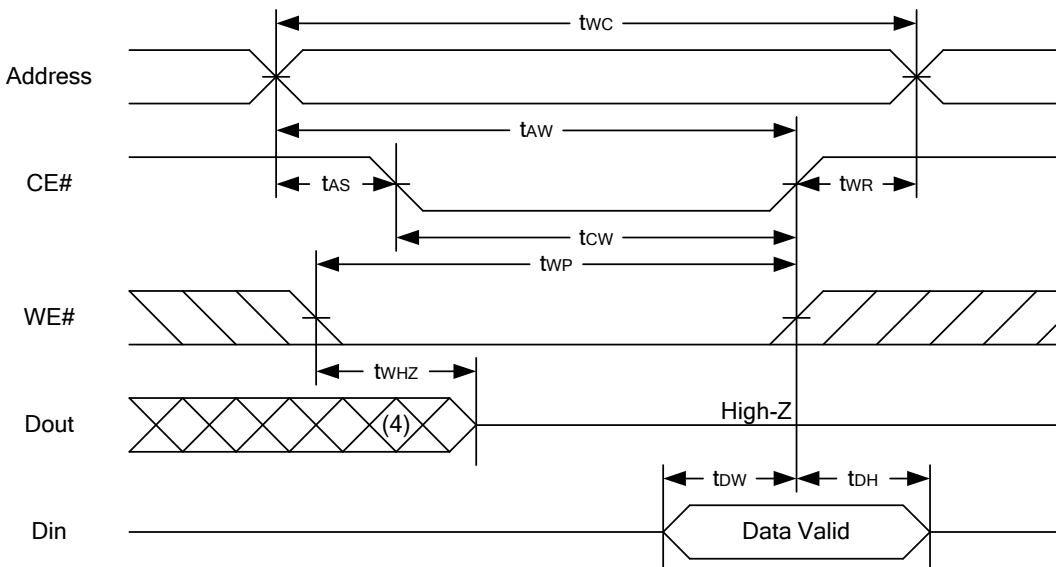 tWC
Address
tAW
CE#
tAS
tWR
tCW
tWP
WE#
tWHZ
Dout
(4)
High-Z
tDW
tDH
Din
Data Valid